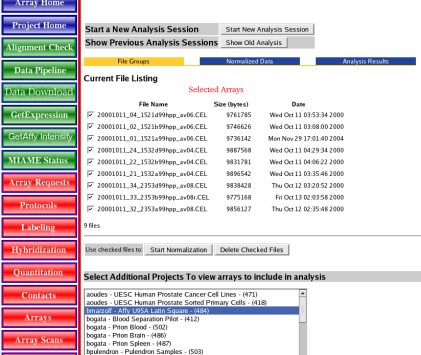 Array Home
Project Home
Alignment Check
Data Pipeline
Data Download
GetExpression
GetAffy Intensity
MIAME Status
Array Requests
Protocols
Labeling
Hybridization
Quantitation
Contacts
Arrays
Array Scans
Start a New Analysis Session Start New Analysis Session
Show Previous Analysis Sessions Show Old Analysis
File Groups Normalized Data Analysis Results
Current File Listing
Selected Arrays
File Name Size (bytes) Date
20001011_04_1521a99hpp_av06.CEL 9761785 Wed Oct 11 03:53:34 2000
20001011_02_1521b99hpp_av06.CEL 9746626 Wed Oct 11 03:08:00 2000
20001011_01_1521a99hpp_av06.CEL 9736142 Mon Nov 29 17:01:40 2004
20001011_24_1532a99hpp_av04.CEL 9887568 Wed Oct 11 04:29:34 2000
20001011_22_1532b99hpp_av04.CEL 9831781 Wed Oct 11 04:06:22 2000
20001011_21_1532a99hpp_av04.CEL 9896542 Wed Oct 11 03:35:46 2000
20001011_34_2353a99hpp_av08.CEL 9838428 Thu Oct 12 03:20:52 2000
20001011_33_2353a99hpp_av08r.CEL 9775168 Fri Oct 13 02:03:58 2000
20001011_32_2353a99hpp_av08.CEL 9856127 Thu Oct 12 02:35:48 2000
9 files
Use checked files to: Start Normalization Delete Checked Files
Select Additional Projects To view arrays to include in analysis
aoudes - UESC Human Prostate Cancer Cell Lines - (471)
aoudes - UESC Human Prostate Sorted Primary Cells - (418)
bmarzolf - Affy U95A Latin Square - (484)
bogata - Blood Separation Pilot - (412)
bogata - Prion Blood - (502)
bogata - Prion Brain - (486)
bogata - Prion Spleen - (487)
bpulendron - Pulendron Samples - (503)